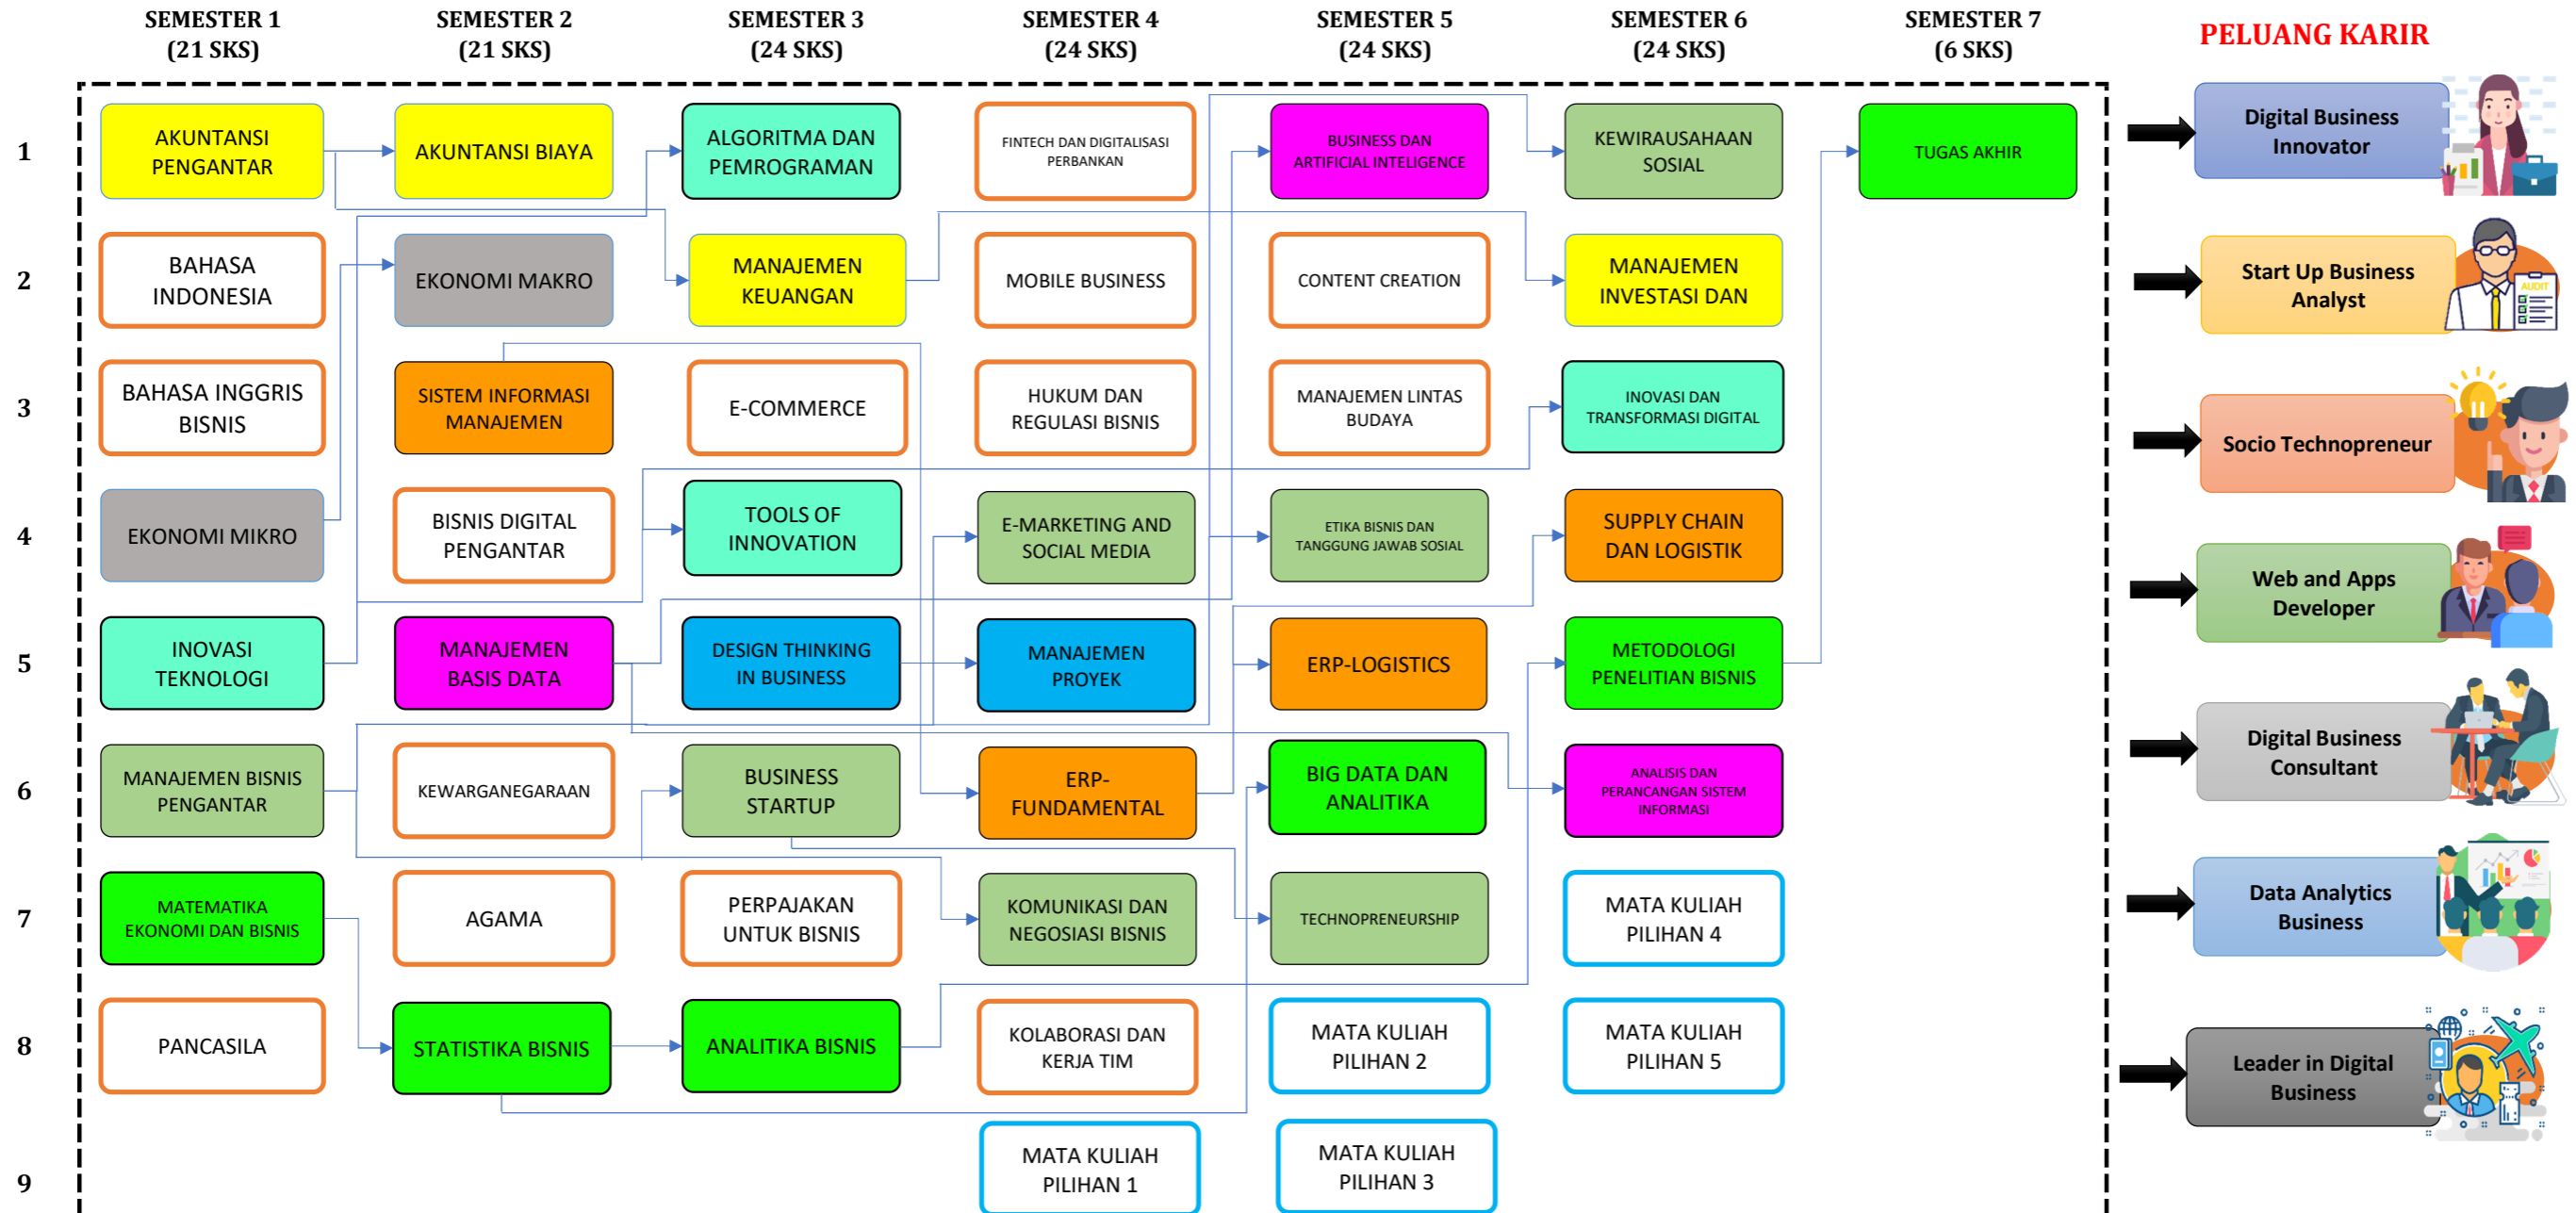 SEMESTER 1
(21 SKS)
SEMESTER 2
(21 SKS)
SEMESTER 3
(24 SKS)
SEMESTER 4
(24 SKS)
SEMESTER 5
(24 SKS)
SEMESTER 6
(24 SKS)
SEMESTER 7
(6 SKS)
PELUANG KARIR
1
AKUNTANSI
PENGANTAR
AKUNTANSI BIAYA
ALGORITMA DAN
PEMROGRAMAN
FINTECH DAN DIGITALISASI
PERBANKAN
BUSINESS DAN
ARTIFICIAL INTELIGENCE
KEWIRAUSAHAAN
SOSIAL
TUGAS AKHIR
Digital Business
Innovator
2
BAHASA
INDONESIA
EKONOMI MAKRO
MANAJEMEN
KEUANGAN
MOBILE BUSINESS
CONTENT CREATION
MANAJEMEN
INVESTASI DAN
Start Up Business
Analyst
AUDIT
3
BAHASA INGGRIS
BISNIS
SISTEM INFORMASI
MANAJEMEN
E-COMMERCE
HUKUM DAN
REGULASI BISNIS
MANAJEMEN LINTAS
BUDAYA
INOVASI DAN
TRANSFORMASI DIGITAL
Socio Technopreneur
4
EKONOMI MIKRO
BISNIS DIGITAL
PENGANTAR
TOOLS OF
INNOVATION
E-MARKETING AND
SOCIAL MEDIA
ETIKA BISNIS DAN
TANGGUNG JAWAB SOSIAL
SUPPLY CHAIN
DAN LOGISTIK
Web and Apps
Developer
5
INOVASI
TEKNOLOGI
MANAJEMEN
BASIS DATA
DESIGN THINKING
IN BUSINESS
MANAJEMEN
PROYEK
ERP-LOGISTICS
METODOLOGI
PENELITIAN BISNIS
Digital Business
Consultant
6
MANAJEMEN BISNIS
PENGANTAR
KEWARGANEGARAAN
BUSINESS
STARTUP
ERP-
FUNDAMENTAL
BIG DATA DAN
ANALITIKA
ANALISIS DAN
PERANCANGAN SISTEM
INFORMASI
Data Analytics
Business
7
MATEMATIKA
EKONOMI DAN BISNIS
AGAMA
PERPAJAKAN
UNTUK BISNIS
KOMUNIKASI DAN
NEGOSIASI BISNIS
TECHNOPRENEURSHIP
MATA KULIAH
PILIHAN 4
8
PANCASILA
STATISTIKA BISNIS
ANALITIKA BISNIS
KOLABORASI DAN
KERJA TIM
MATA KULIAH
PILIHAN 2
MATA KULIAH
PILIHAN 5
Leader in Digital
Business
9
MATA KULIAH
PILIHAN 1
MATA KULIAH
PILIHAN 3